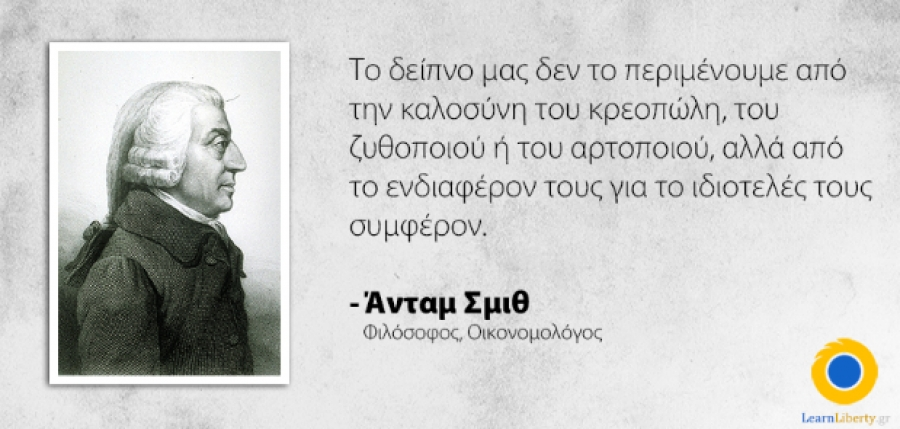 Το δείπνο μας δεν το περιμένουμε από
την καλοσύνη του κρεοπώλη, του
ζυθοποιού ή του αρτοποιού, αλλά από
το ενδιαφέρον τους για το ιδιοτελές τους
συμφέρον.
- Άνταμ Σμιθ
Φιλόσοφος, Οικονομολόγος
LearnLiberty.gr